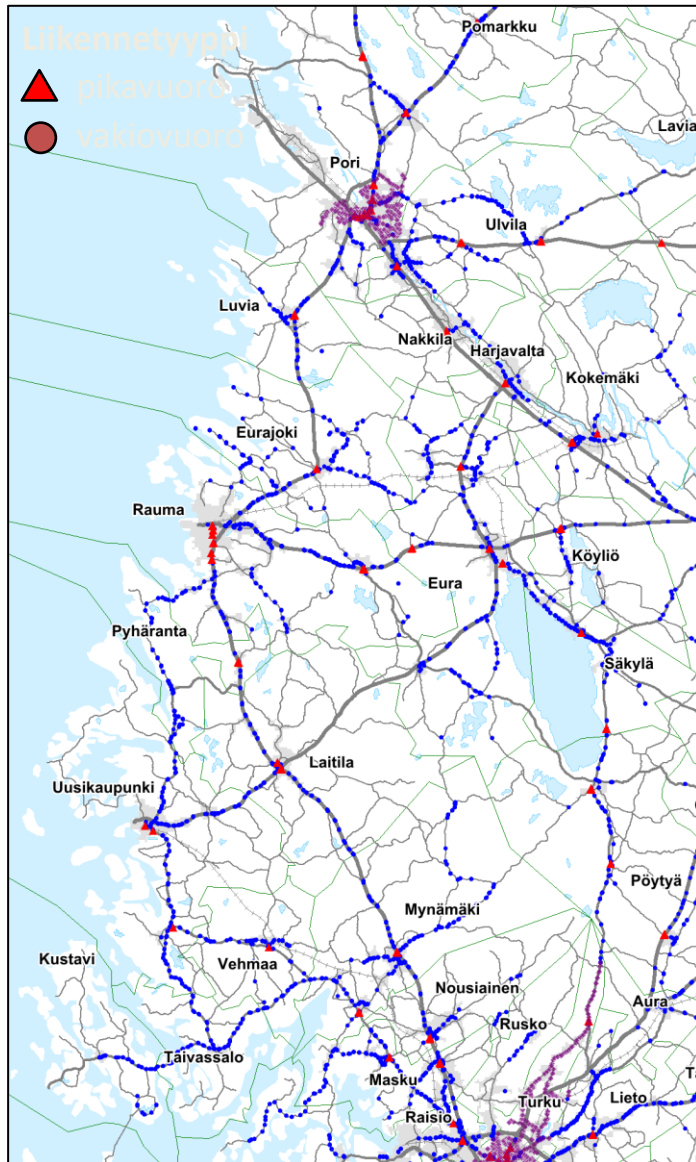 Liikennetyyppi
pikavuoro
vakiovuoro
Pomarkku
Lavia
Pori
Ulvila
Luvia
Nakkila
Harjavalta
Kokemäki
Eurajoki
Rauma
Köyliö
Eura
Pyhäranta
Säkylä
Laitila
Uusikaupunki
Pöytyä
Mynämäki
Kustavi
Vehmaa
Nousiainen
Aura
Rusko
Taivassalo
Masku
Turku
Lieto
Raisio